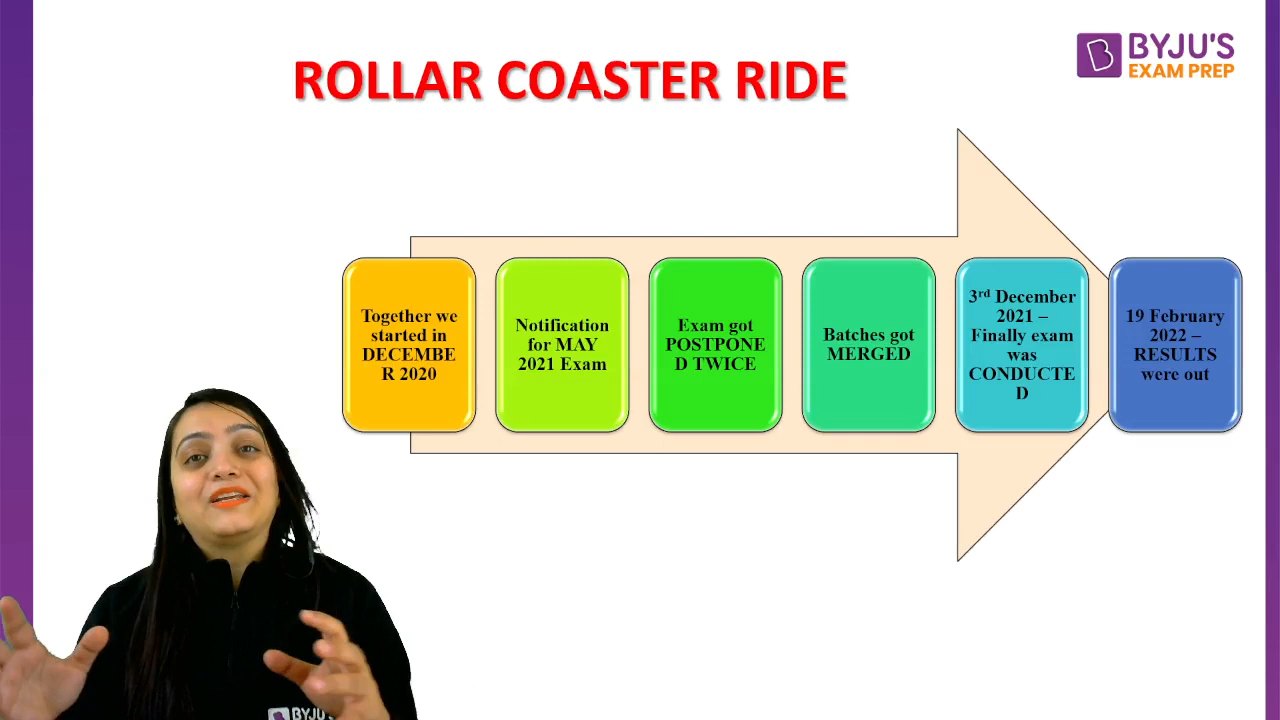 ROLLAR COASTER RIDE
BYJU'S
EXAM PREP
Together we
started in
DECEMBE
R 2020
Notification
for MAY
2021 Exam
Exam got
POSTPONE
D TWICE
Batches got
MERGED
3rd December
2021 –
Finally exam
was
CONDUCTE
D
19 February
2022 –
RESULTS
were out
BYJU'S